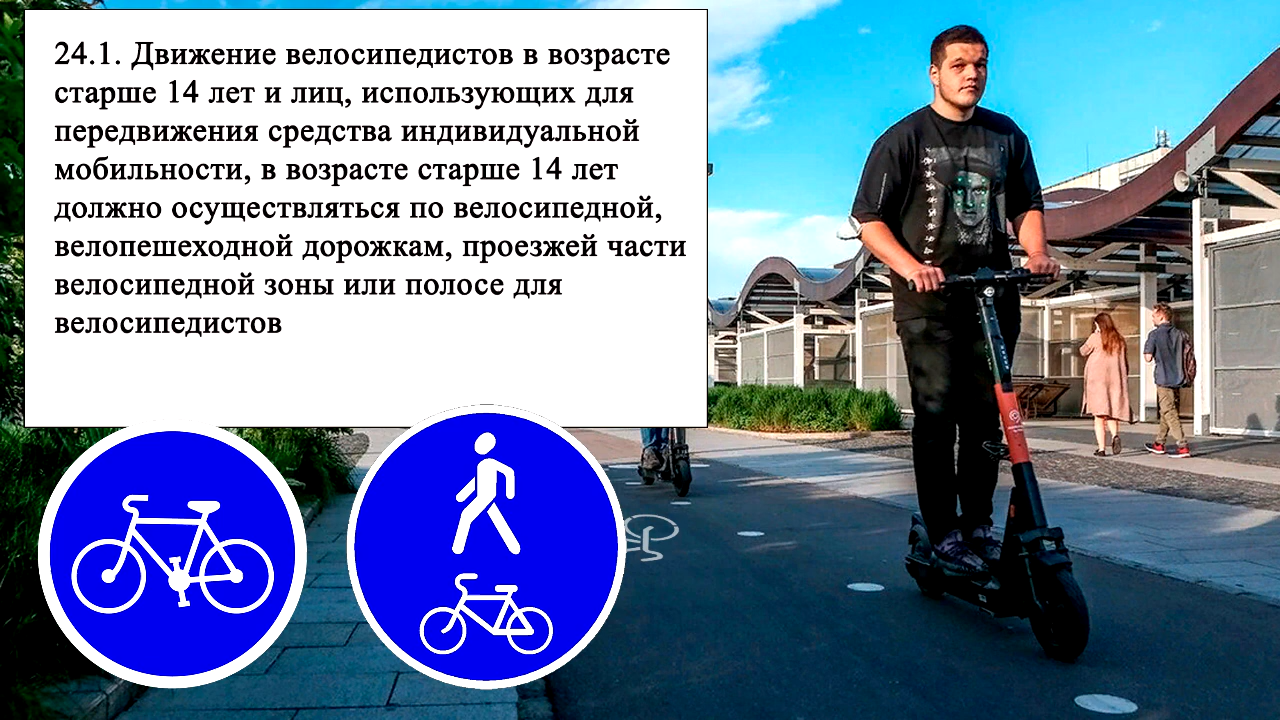 24.1. Движение велосипедистов в возрасте
старше 14 лет и лиц, использующих для
передвижения средства индивидуальной
мобильности, в возрасте старше 14 лет
должно осуществляться по велосипедной,
велопешеходной дорожкам, проезжей части
велосипедной зоны или полосе для
велосипедистов